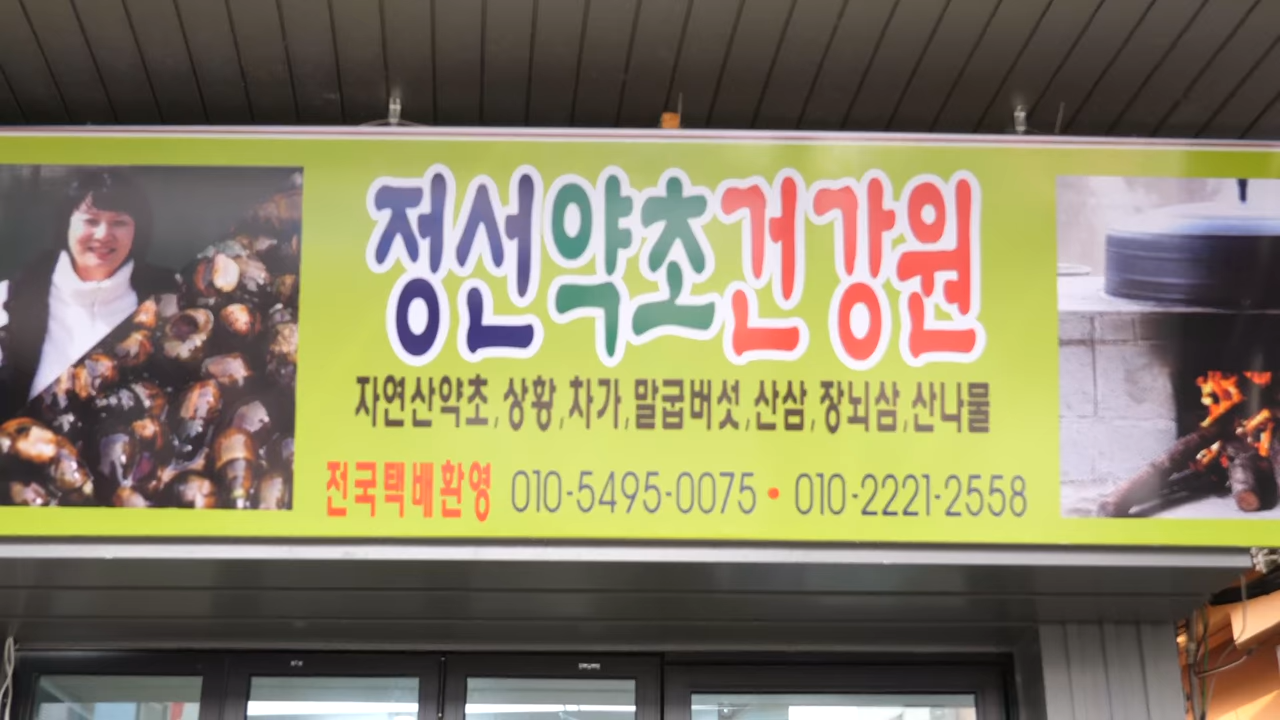 정선약초건강원
자연산약초,상황,차가,말굽버섯,산삼,장뇌삼,산나물
전국택배환영 010-5495-0075 • 010-2221-2558